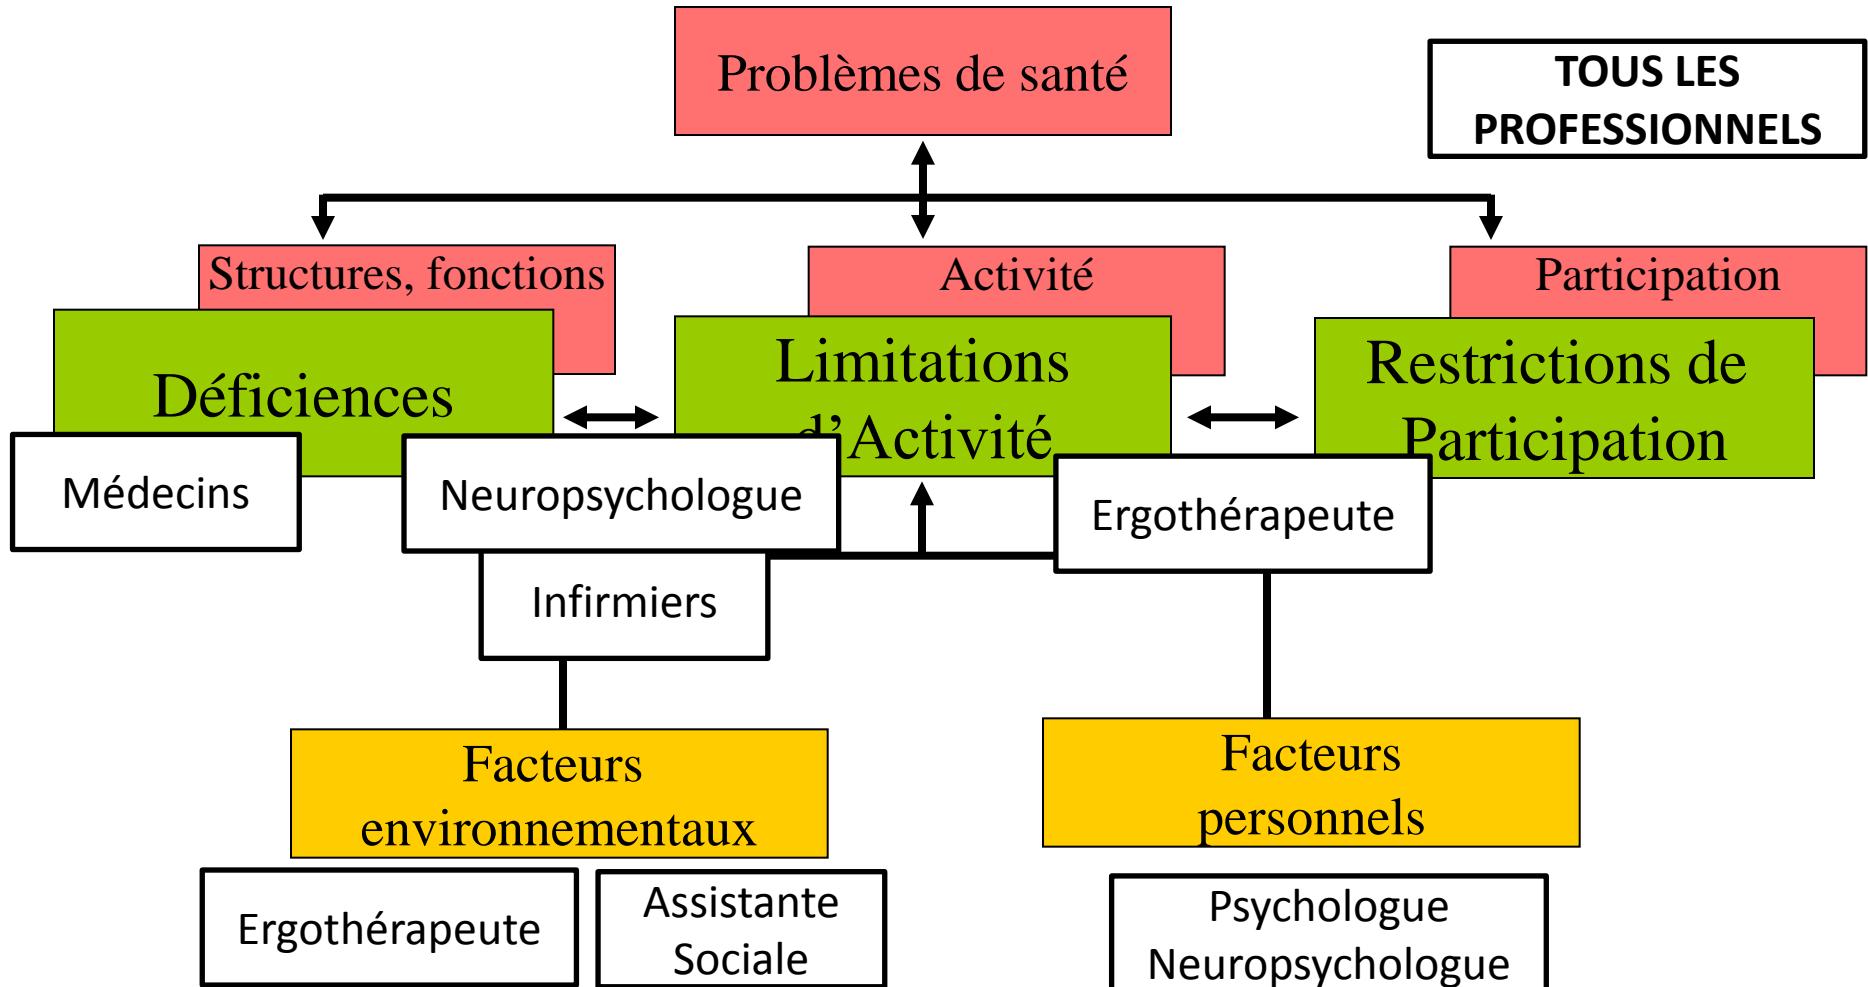 Problèmes de santé
TOUS LES
PROFESSIONNELS
Structures, fonctions
Activité
Participation
Déficiences
Limitations
d’Activité
Restrictions de
Participation
Médecins
Neuropsychologue
Ergothérapeute
Infirmiers
Facteurs
environnementaux
Facteurs
personnels
Ergothérapeute
Assistante
Sociale
Psychologue
Neuropsychologue